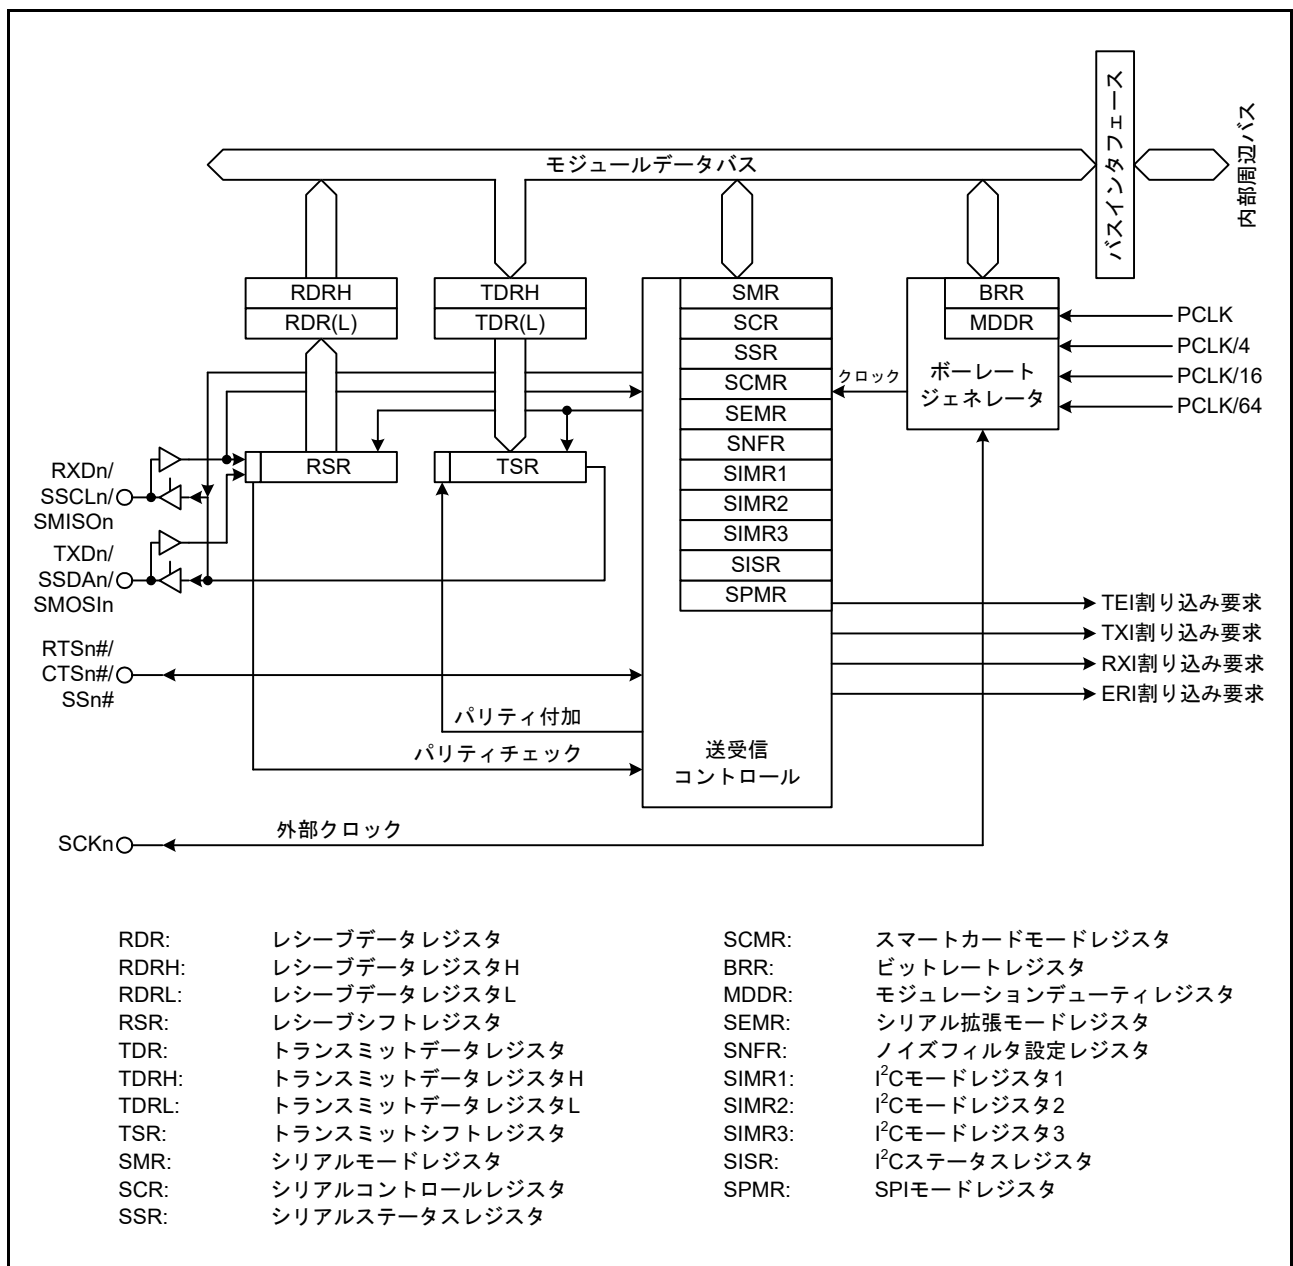 モジュールデータバス
バスインタフェース
内部周辺バス
RDRH
RDR(L)
TDRH
TDR(L)
SMR
SCR
SSR
SCMR
SEMR
SNFR
SIMR1
SIMR2
SIMR3
SISR
SPMR
送受信
コントロール
BRR
MDDR
ボーレート
ジェネレータ
クロック
PCLK
PCLK/4
PCLK/16
PCLK/64
RSR
TSR
RXDn/
SSCLn/
SMISOn
TXDn/
SSDAn/
SMOSIn
RTSn#/
CTSn#/
SSn#
パリティ付加
パリティチェック
TEI割り込み要求
TXI割り込み要求
RXI割り込み要求
ERI割り込み要求
SCKn
外部クロック
RDR: レシーブデータレジスタ
RDRH: レシーブデータレジスタH
RDRL: レシーブデータレジスタL
RSR: レシーブシフトレジスタ
TDR: トランスミットデータレジスタ
TDRH: トランスミットデータレジスタH
TDRL: トランスミットデータレジスタL
TSR: トランスミットシフトレジスタ
SMR: シリアルモードレジスタ
SCR: シリアルコントロールレジスタ
SSR: シリアルステータスレジスタ
SCMR: スマートカードモードレジスタ
BRR: ビットレートレジスタ
MDDR: モジュレーションデューティレジスタ
SEMR: シリアル拡張モードレジスタ
SNFR: ノイズフィルタ設定レジスタ
SIMR1: I²Cモードレジスタ1
SIMR2: I²Cモードレジスタ2
SIMR3: I²Cモードレジスタ3
SISR: I²Cステータスレジスタ
SPMR: SPIモードレジスタ